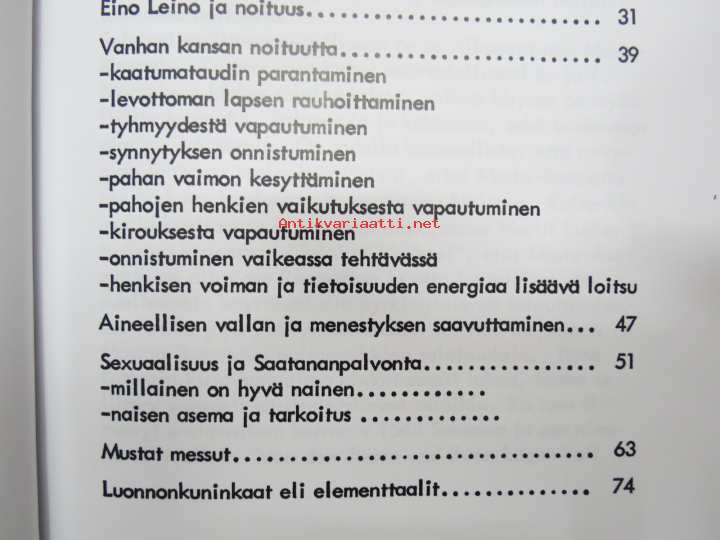 Eino Leino ja noituus.............................. 31
Vanhan kansan noituutta......................... 39
-kaatumataudin parantaminen
-levottoman lapsen rauhoittaminen
-tyhmyydestä vapautuminen
-synnytyksen onnistuminen
-pahan vaimon kesyttäminen
-pahojen henkien vaikutuksesta vapautuminen
Antikvariaatti.net
-kirouksesta vapautuminen
-onnistuminen vaikeassa tehtävässä
-henkisen voiman ja tietoisuuden energiaa lisäävä loitsu
Aineellisen vallan ja menestyksen saavuttaminen... 47
Sexuaalisuus ja Saatananpalvonta................. 51
-millainen on hyvä nainen............
-naisen asema ja tarkoitus .............
Mustat messut.................................. 63
Luonnonkuninkaat eli elementtaalit............... 74